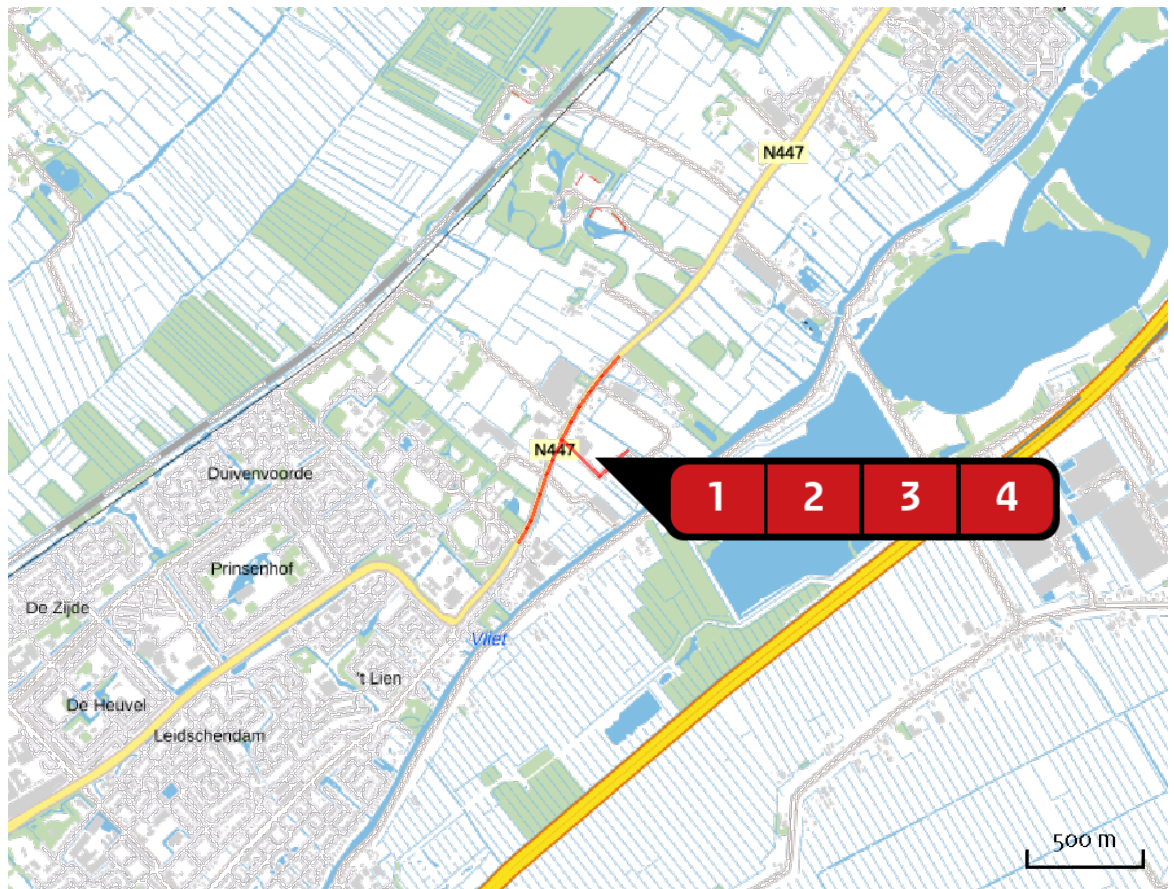 N447
N447
Duivenvoorde
1 2 3 4
Prinsenhof
De Zijde
Vliet
't Lien
De Heuvel
Leidschendam
500 m